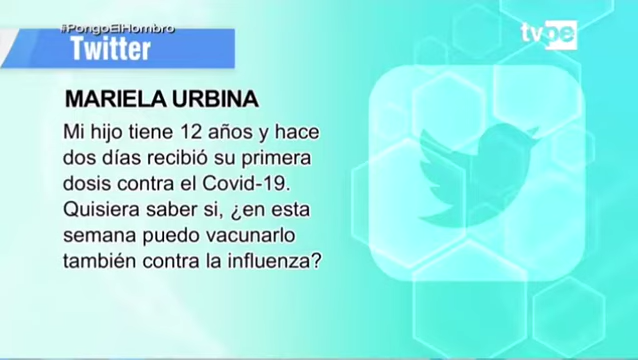 #PongoElHombro
Twitter
tvpe
MARIELA URBINA
Mi hijo tiene 12 años y hace
dos días recibió su primera
dosis contra el Covid-19.
Quisiera saber si, ¿en esta
semana puedo vacunarlo
también contra la influenza?